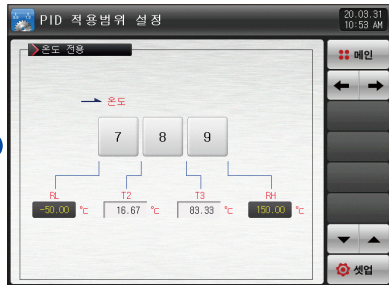 PID 적용범위 설정
20.03.31
10:53 AM
온도 전용
메인
온도
7 8 9
RL T2 T3 RH
-50.00 ℃ 16.67 ℃ 83.33 ℃ 150.00 ℃
셋업